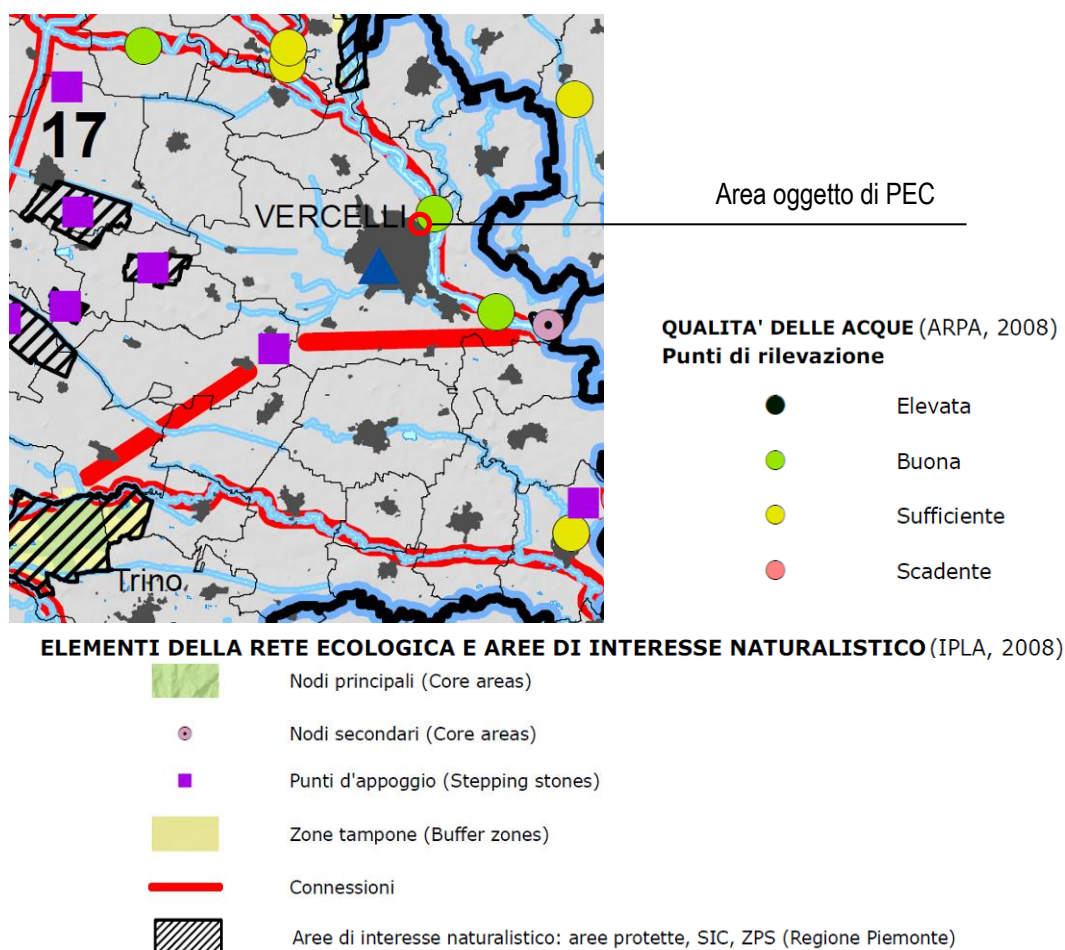 17
VERCELLI
Trino
Area oggetto di PEC
QUALITA' DELLE ACQUE (ARPA, 2008)
Punti di rilevazione
Elevata
Buona
Sufficiente
Scadente
ELEMENTI DELLA RETE ECOLOGICA E AREE DI INTERESSE NATURALISTICO (IPLA, 2008)
Nodi principali (Core areas)
Nodi secondari (Core areas)
Punti d'appoggio (Stepping stones)
Zone tampone (Buffer zones)
Connessioni
Aree di interesse naturalistico: aree protette, SIC, ZPS (Regione Piemonte)